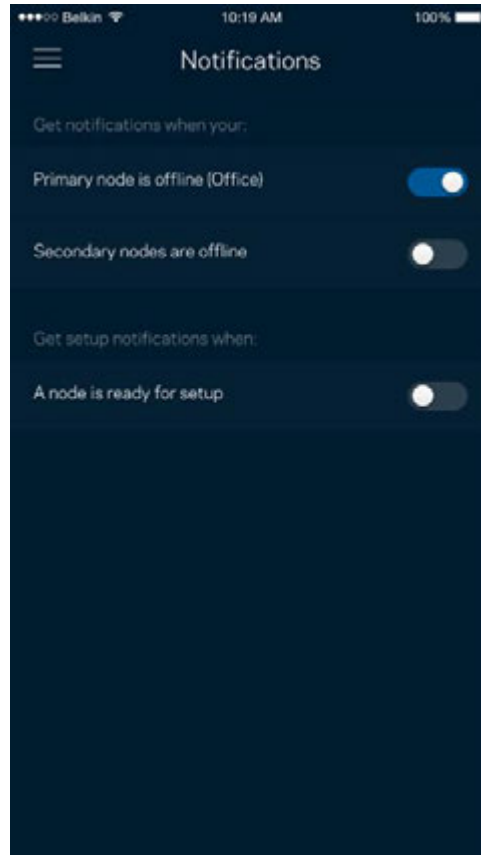 Belkin 10:19 AM 100%
Notifications
Get notifications when your:
Primary node is offline (Office)
Secondary nodes are offline
Get setup notifications when:
A node is ready for setup